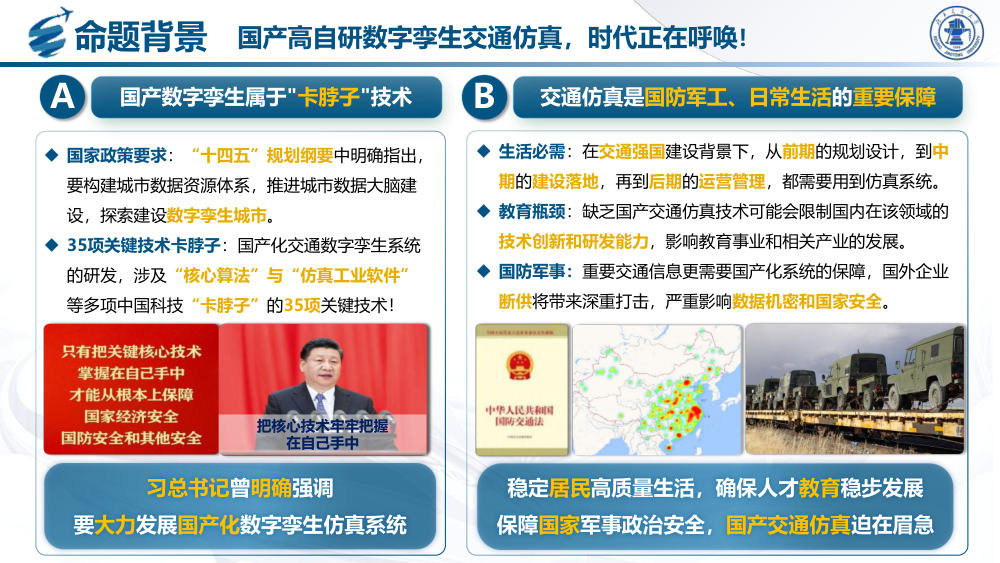 命题背景
国产高自研数字孪生交通仿真，时代正在呼唤！
A
国产数字孪生属于"卡脖子"技术
◆ 国家政策要求：“十四五”规划纲要中明确指出，
要构建城市数据资源体系，推进城市数据大脑建
设，探索建设数字孪生城市。
◆ 35项关键技术卡脖子：国产化交通数字孪生系统
的研发，涉及“核心算法”与“仿真工业软件”
等多项中国科技“卡脖子”的35项关键技术！
只有把关键核心技术
掌握在自己手中
才能从根本上保障
国家经济安全
国防安全和其他安全
把核心技术牢牢把握
在自己手中
习总书记曾明确强调
要大力发展国产化数字孪生仿真系统
B
交通仿真是国防军工、日常生活的重要保障
◆ 生活必需：在交通强国建设背景下，从前期的规划设计，到中
期的建设落地，再到后期的运营管理，都需要用到仿真系统。
◆ 教育瓶颈：缺乏国产交通仿真技术可能会限制国内在该领域的
技术创新和研发能力，影响教育事业和相关产业的发展。
◆ 国防军事：重要交通信息更需要国产化系统的保障，国外企业
断供将带来深重打击，严重影响数据机密和国家安全。
中华人民共和国
国防交通法
稳定居民高质量生活，确保人才教育稳步发展
保障国家军事政治安全，国产交通仿真迫在眉急